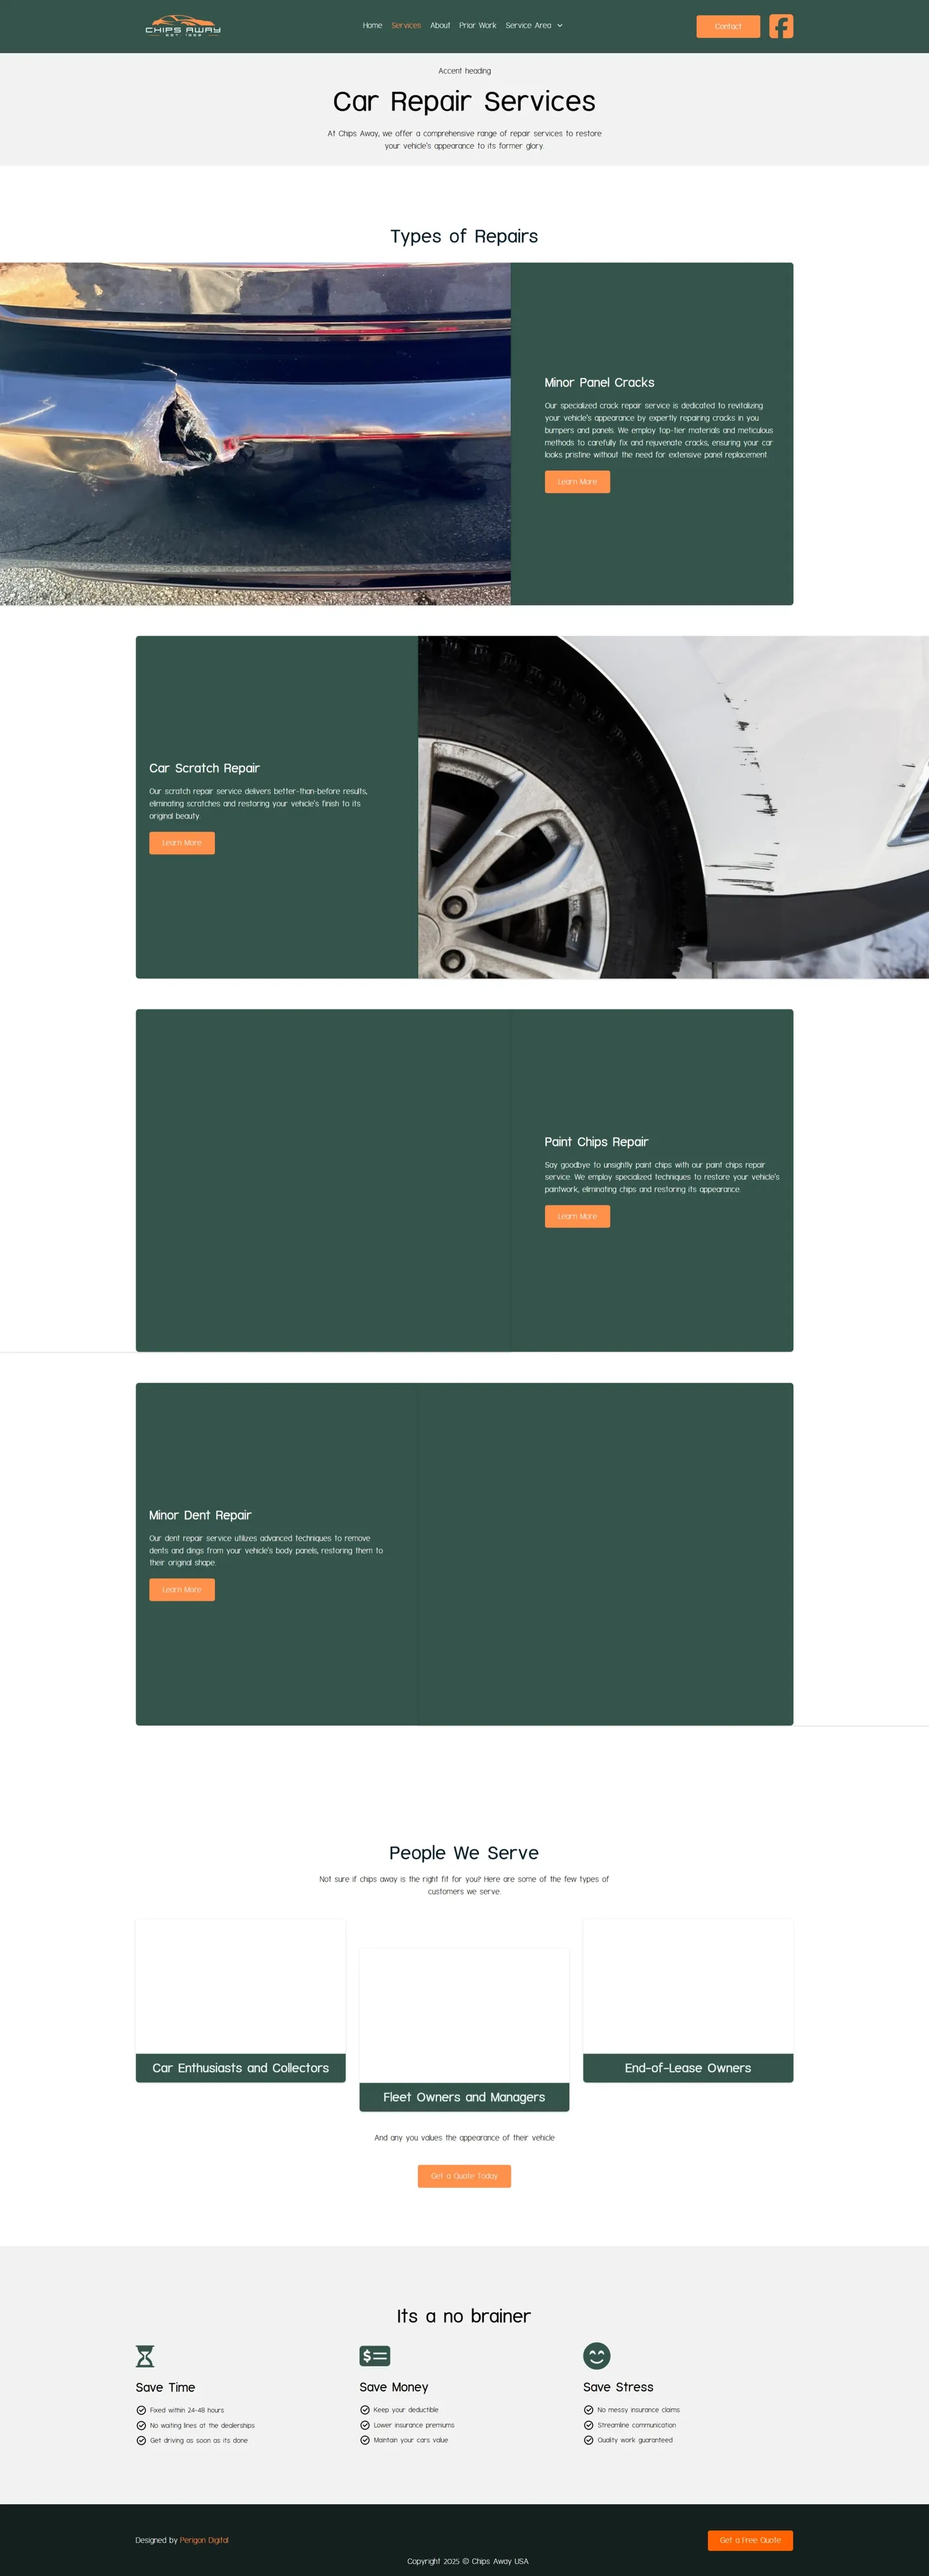 CHIPS AWAY
EST 1989
Home Services About Prior Work Service Area
Contact
Accent heading
Car Repair Services
At Chips Away, we offer a comprehensive range of repair services to restore
your vehicle's appearance to its former glory.
Types of Repairs
Minor Panel Cracks
Our specialized crack repair service is dedicated to revitalizing
your vehicle's appearance by expertly repairing cracks in you
bumpers and panels. We employ top-tier materials and meticulous
methods to carefully fix and rejuvenate cracks, ensuring your car
looks pristine without the need for extensive panel replacement.
Learn More
Car Scratch Repair
Our scratch repair service delivers better-than-before results,
eliminating scratches and restoring your vehicle's finish to its
original beauty.
Learn More
Paint Chips Repair
Say goodbye to unsightly paint chips with our paint chips repair
service. We employ specialized techniques to restore your vehicle's
paintwork, eliminating chips and restoring its appearance.
Learn More
Minor Dent Repair
Our dent repair service utilizes advanced techniques to remove
dents and dings from your vehicle's body panels, restoring them to
their original shape.
Learn More
People We Serve
Not sure if chips away is the right fit for you? Here are some of the few types of
customers we serve.
Car Enthusiasts and Collectors
Fleet Owners and Managers
End-of-Lease Owners
And any you values the appearance of their vehicle
Get a Quote Today
Its a no brainer
Save Time
Fixed within 24-48 hours
No waiting lines at the dealerships
Get driving as soon as its done
Save Money
Keep your deductible
Lower insurance premiums
Maintain your cars value
Save Stress
No messy insurance claims
Streamline communication
Quality work guaranteed
Designed by Perigon Digital
Get a Free Quote
Copyright 2025 © Chips Away USA